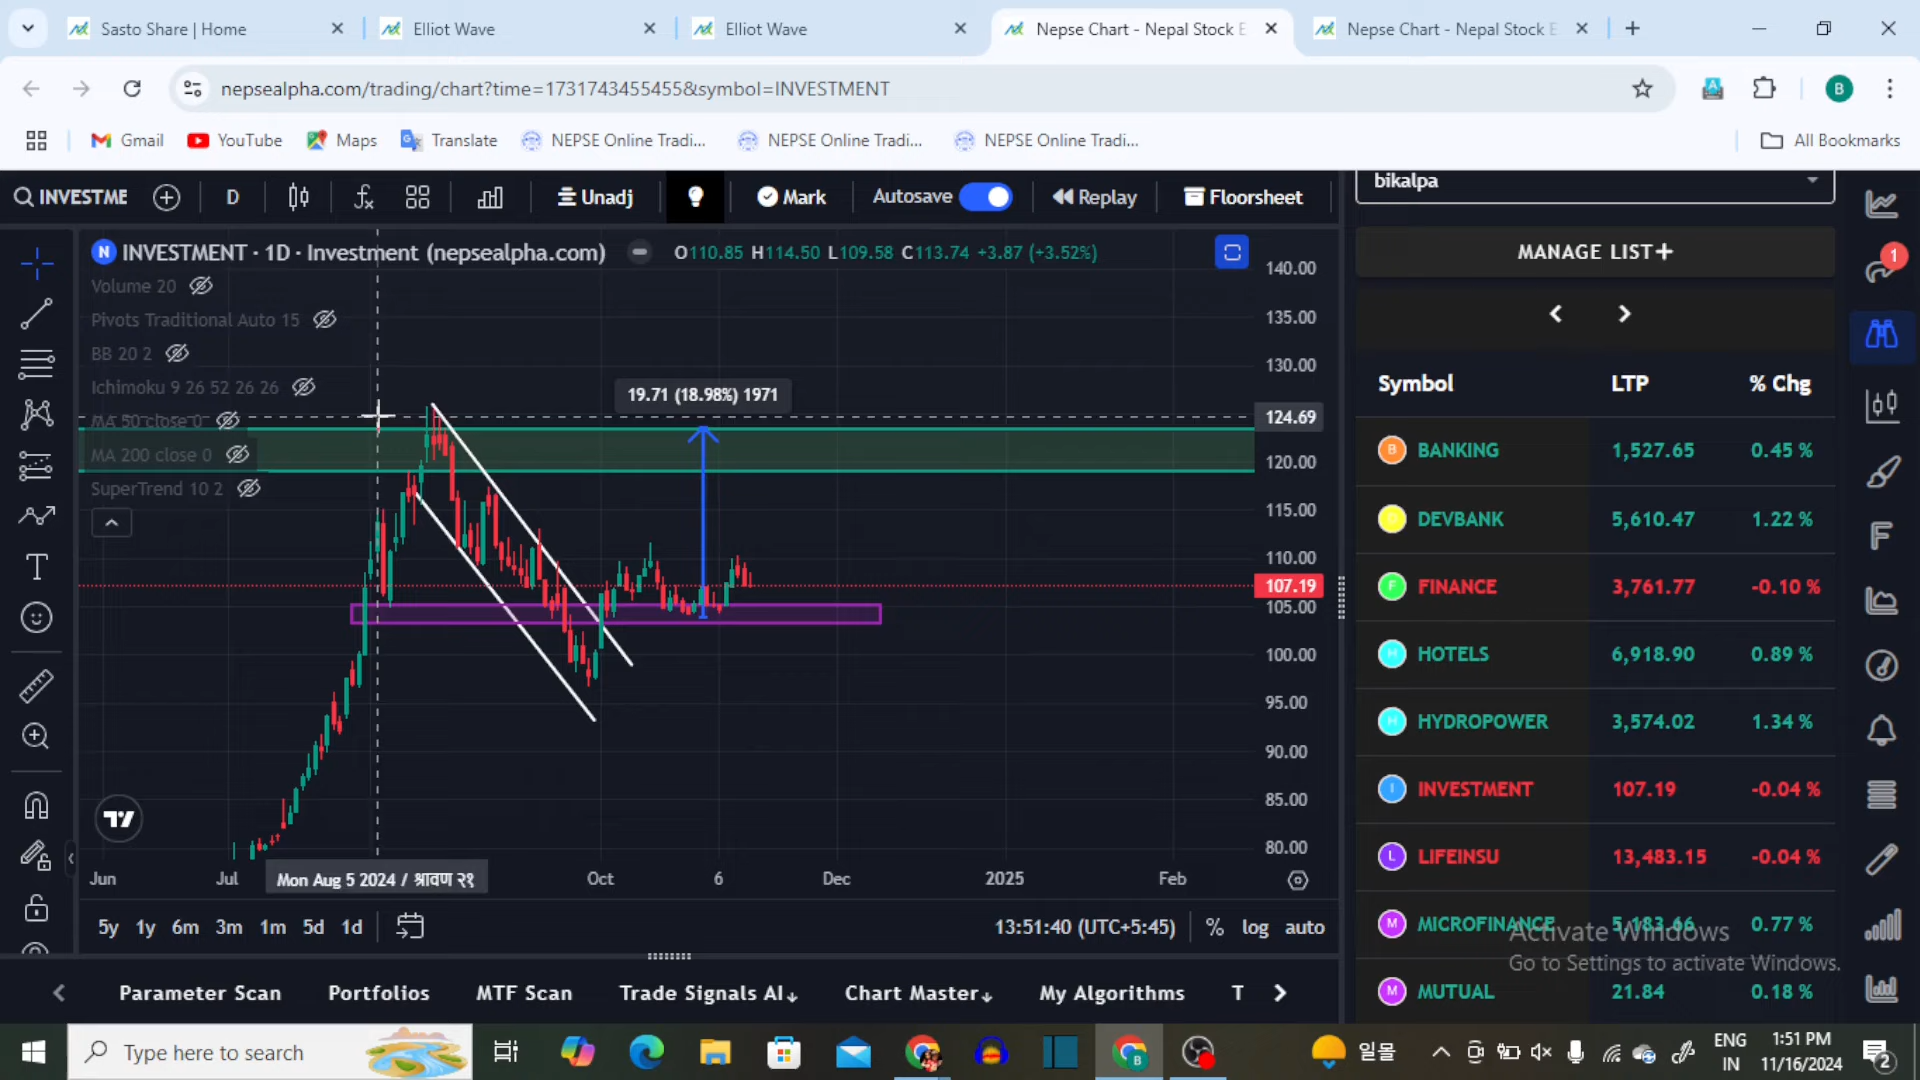 Sasto Share | Home
Elliot Wave
Elliot Wave
Nepse Chart - Nepal Stock E
Nepse Chart - Nepal Stock E
nepsealpha.com/trading/chart?time=1731743455455&symbol=INVESTMENT
B
Gmail
YouTube
Maps
Translate
NEPSE Online Tradi...
NEPSE Online Tradi...
NEPSE Online Tradi...
All Bookmarks
INVESTME
D
Unadj
Mark
Autosave
Replay
Floorsheet
bikalpa
N
INVESTMENT · 1D · Investment (nepsealpha.com)
O110.85 H114.50 L109.58 C113.74 +3.87 (+3.52%)
Volume 20
Pivots Traditional Auto 15
BB 20 2
Ichimoku 9 26 52 26 26
MA 50 close 0
MA 200 close 0
SuperTrend 10 2
19.71 (18.98%) 1971
140.00
135.00
130.00
124.69
120.00
115.00
110.00
107.19
105.00
100.00
95.00
90.00
85.00
80.00
Jun
Jul
Mon Aug 5 2024 / श्रावण २१
Oct
6
Dec
2025
Feb
5y 1y 6m 3m 1m 5d 1d
13:51:40 (UTC+5:45)
% log auto
Parameter Scan
Portfolios
MTF Scan
Trade Signals AI
Chart Master
My Algorithms
T
MANAGE LIST+
1
Symbol LTP % Chg
B BANKING 1,527.65 0.45 %
D DEVBANK 5,610.47 1.22 %
F FINANCE 3,761.77 -0.10 %
H HOTELS 6,918.90 0.89 %
H HYDROPOWER 3,574.02 1.34 %
I INVESTMENT 107.19 -0.04 %
L LIFEINSU 13,483.15 -0.04 %
M MICROFINANCE 5,183.66 0.77 %
Activate Windows
Go to Settings to activate Windows.
M MUTUAL 21.84 0.18 %
Type here to search
일몰
ENG
IN
1:51 PM
11/16/2024
2